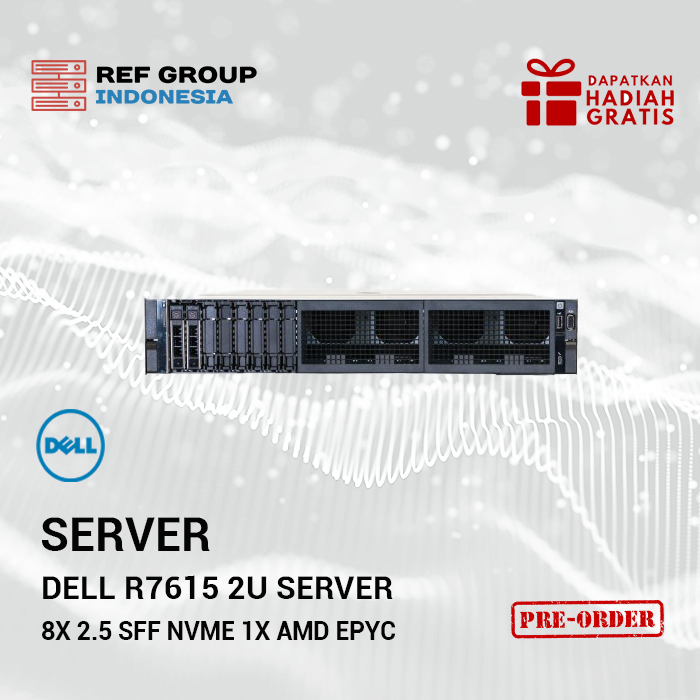 REF GROUP
INDONESIA
DAPATKAN
HADIAH
GRATIS
DELL
SERVER
DELL R7615 2U SERVER
8X 2.5 SFF NVME 1X AMD EPYC
PRE-ORDER